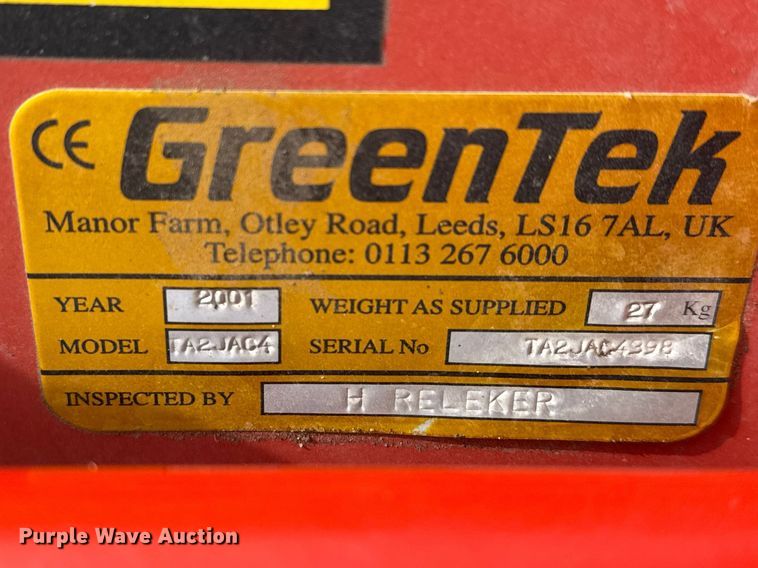 CE GreenTek
Manor Farm, Otley Road, Leeds, LS16 7AL, UK
Telephone: 0113 267 6000
YEAR 2001 WEIGHT AS SUPPLIED 27 Kg
MODEL TA2JAC4 SERIAL No TA2JAC4398
INSPECTED BY H RELEKER
Purple Wave Auction